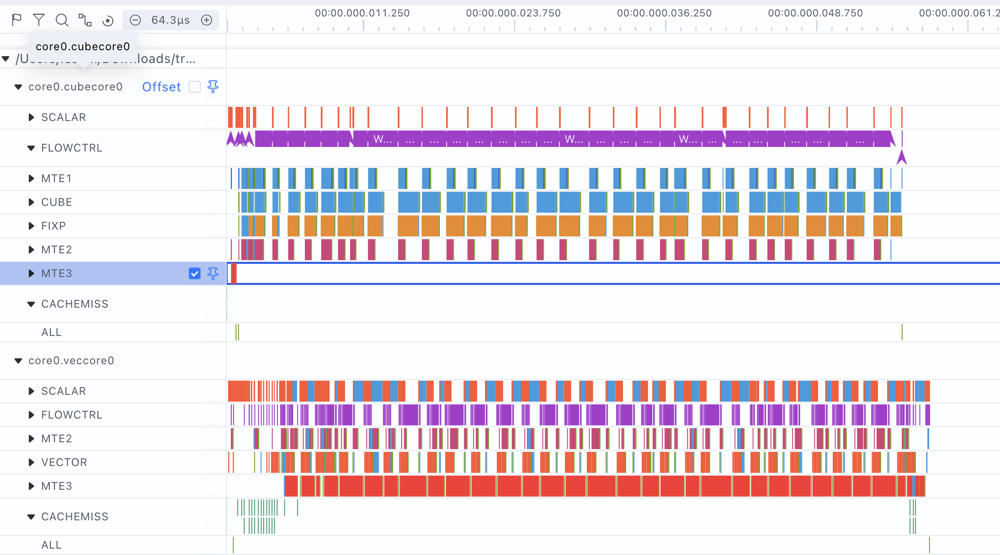 64.3μs
00:00.000.011.250
00:00.000.023.750
00:00.000.036.250
00:00.000.048.750
00:00.000.061.2
core0.cubecore0
loads/tr...
core0.cubecore0 Offset
SCALAR
FLOWCTRL
W... ... ... ... ... ... ... ... W... ... ... ... W... ... ... ... ... ... ...
MTE1
CUBE
FIXP
MTE2
MTE3
CACHEMISS
ALL
core0.veccore0
SCALAR
FLOWCTRL
MTE2
VECTOR
MTE3
CACHEMISS
ALL